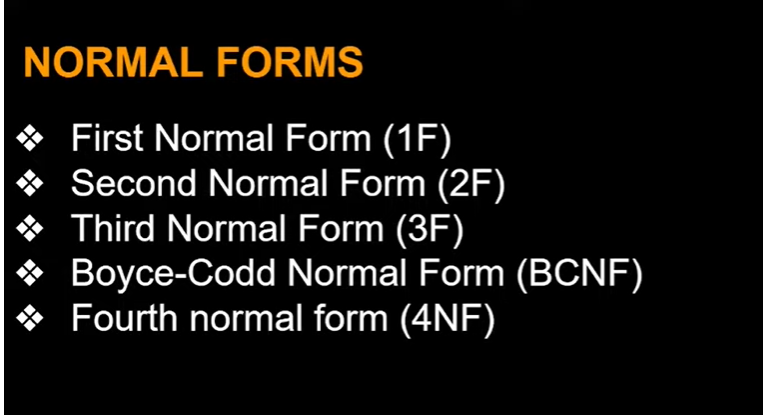 NORMAL FORMS
❖ First Normal Form (1F)
❖ Second Normal Form (2F)
❖ Third Normal Form (3F)
❖ Boyce-Codd Normal Form (BCNF)
❖ Fourth normal form (4NF)